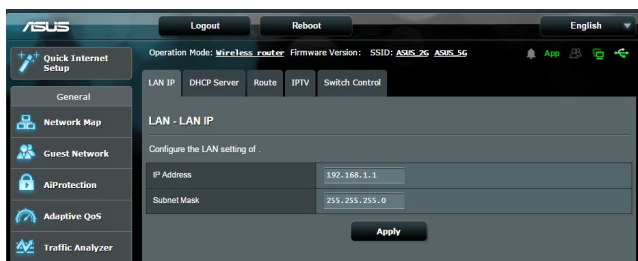 ASUS Logout Reboot English
Quick Internet Setup
Operation Mode: Wireless router Firmware Version: SSID: ASUS_2G ASUS_5G
App
General
LAN IP DHCP Server Route IPTV Switch Control
Network Map
LAN - LAN IP
Guest Network
Configure the LAN setting of .
AiProtection
IP Address 192.168.1.1
Subnet Mask 255.255.255.0
Adaptive QoS
Apply
Traffic Analyzer